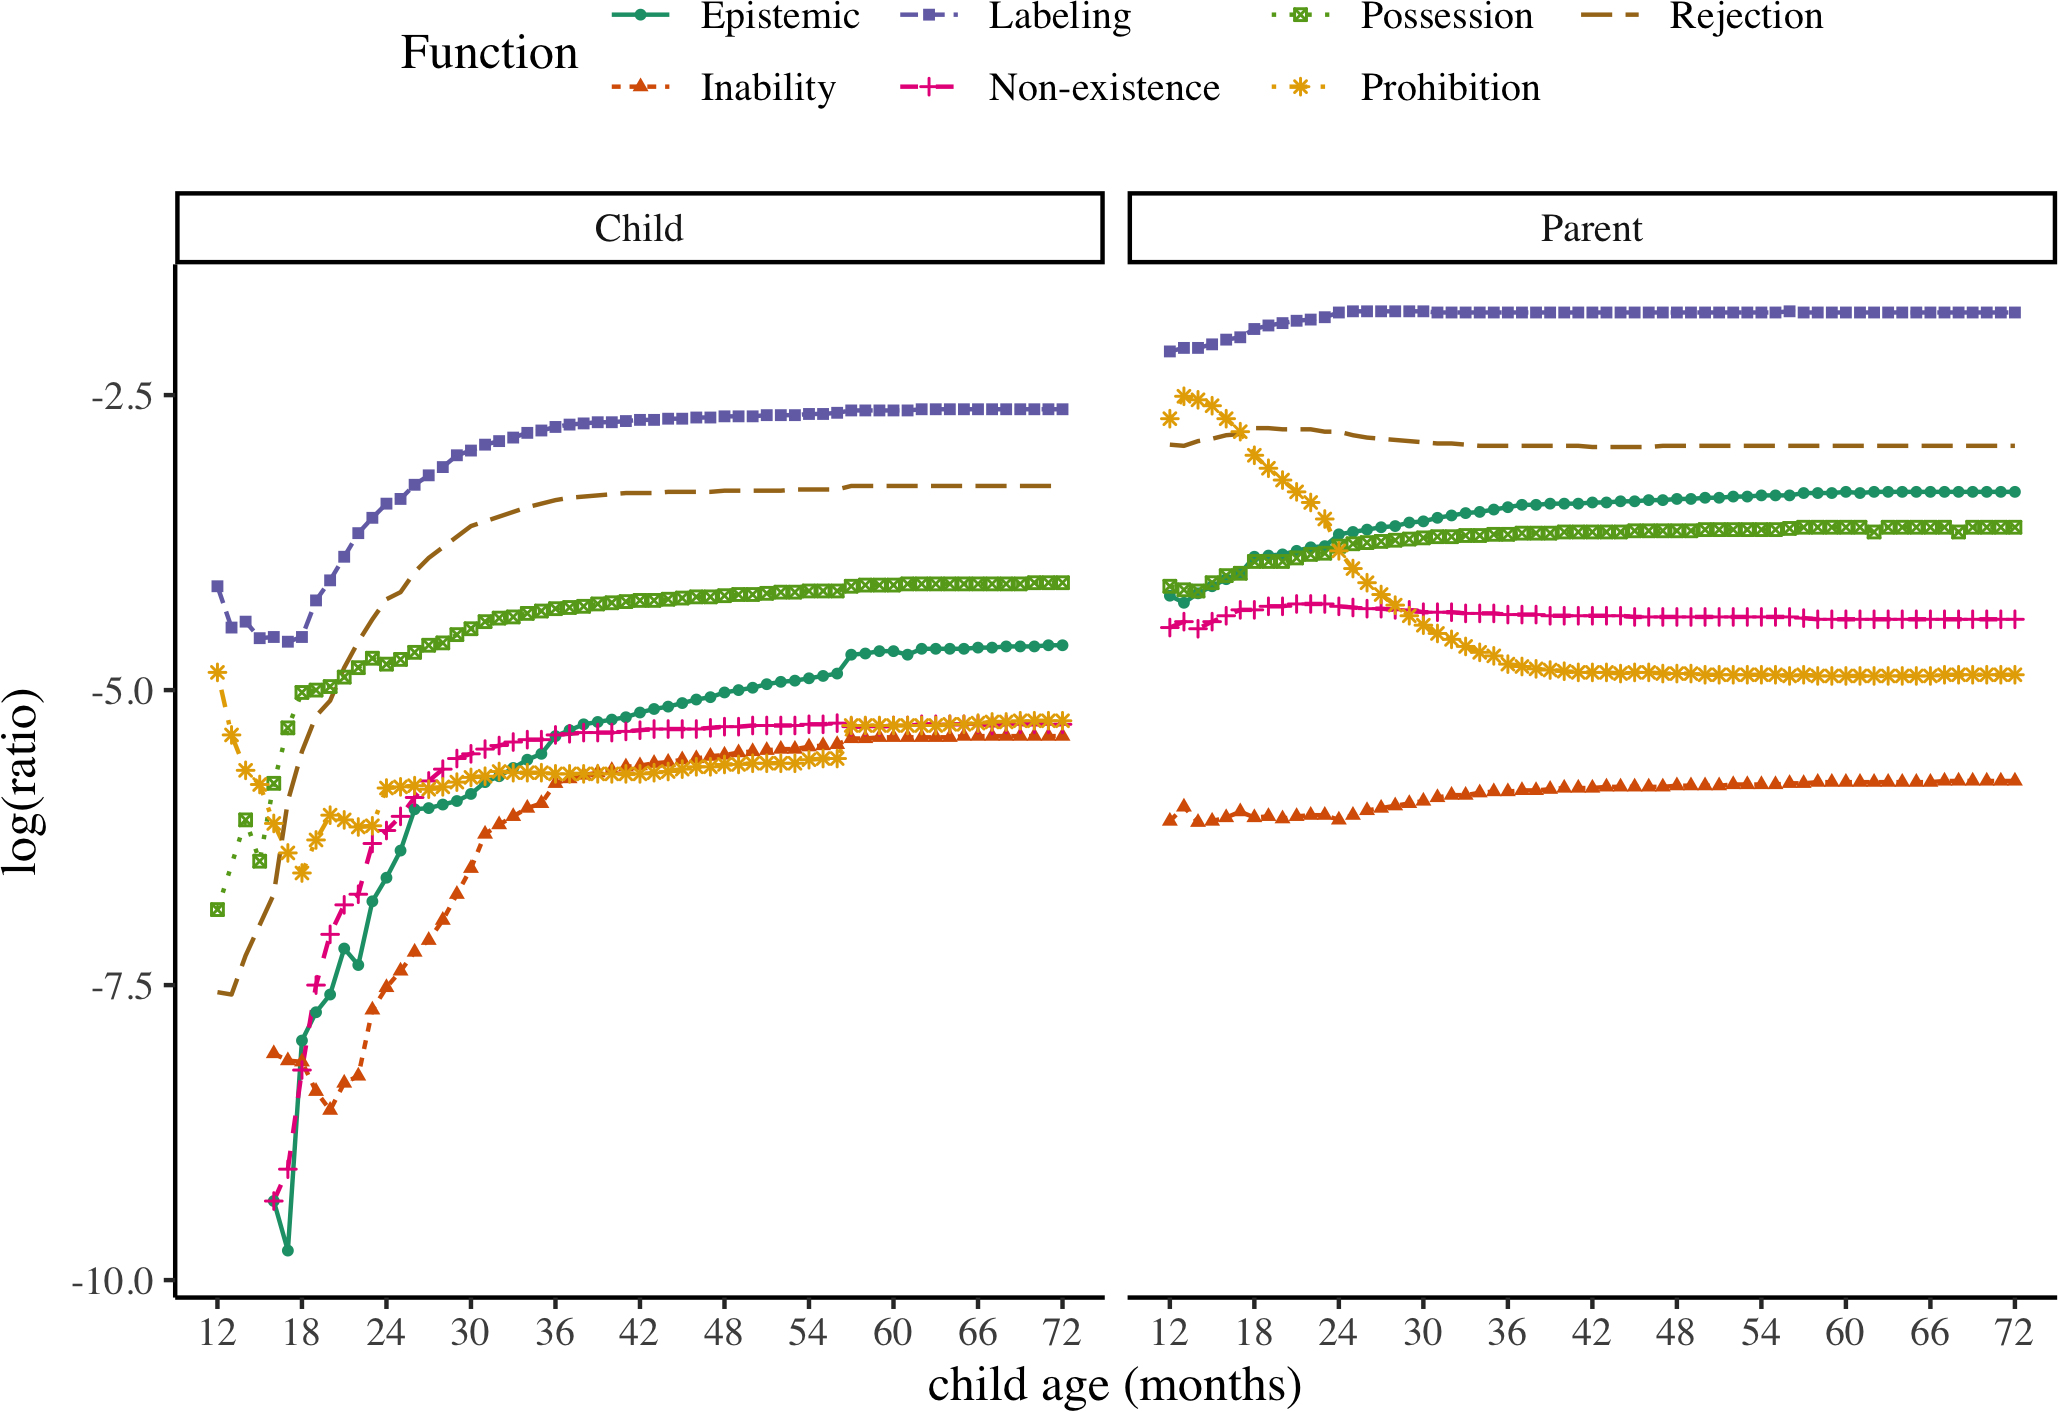 Function
Epistemic Labeling Possession Rejection
Inability Non-existence Prohibition
Child Parent
log(ratio)
-2.5
-5.0
-7.5
-10.0
12 18 24 30 36 42 48 54 60 66 72 12 18 24 30 36 42 48 54 60 66 72
child age (months)